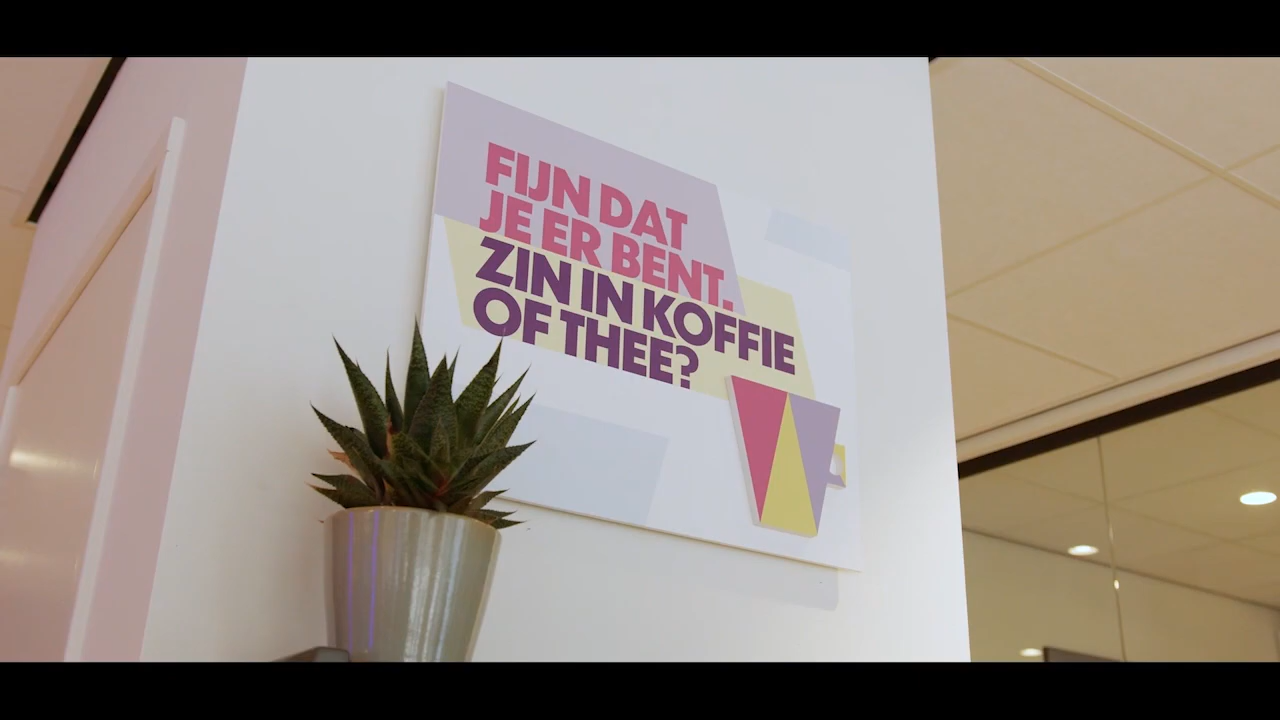 FIJN DAT
JE ER BENT.
ZIN IN KOFFIE
OF THEE?